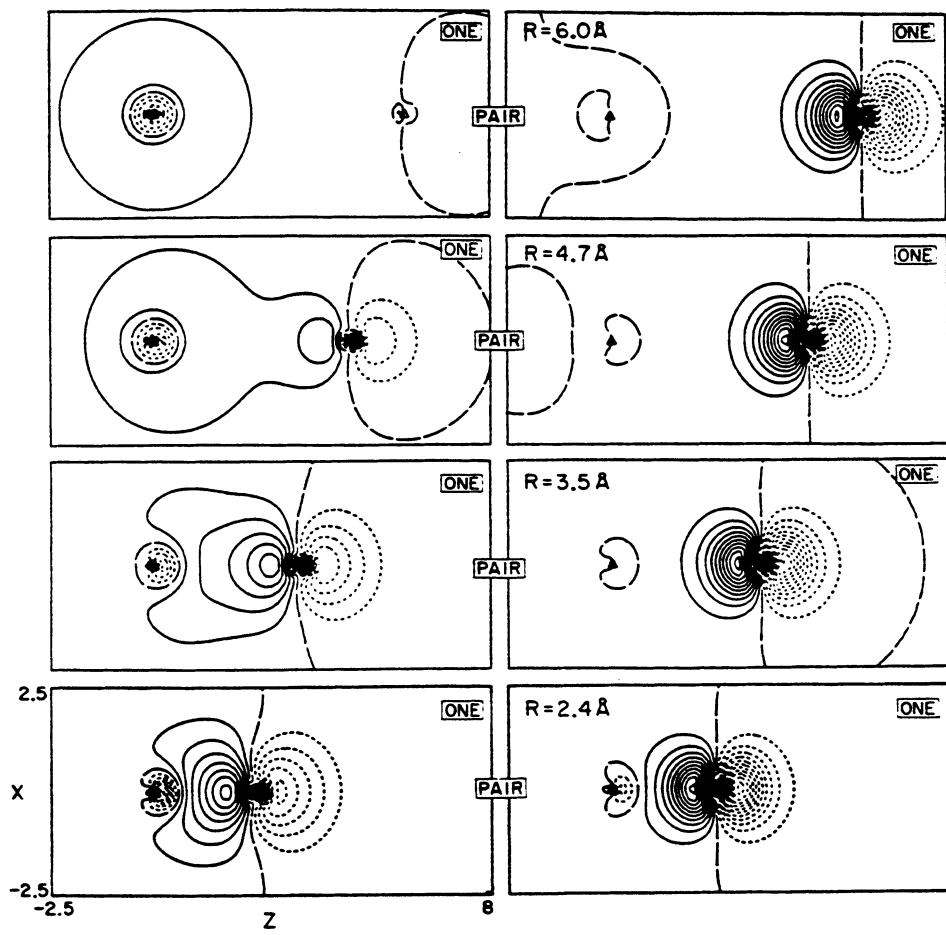 ONE
R=6.0Å
ONE
PAIR
ONE
R=4.7Å
ONE
PAIR
ONE
R=3.5Å
ONE
PAIR
2.5
ONE
R=2.4Å
ONE
X
PAIR
-2.5
-2.5
Z
8